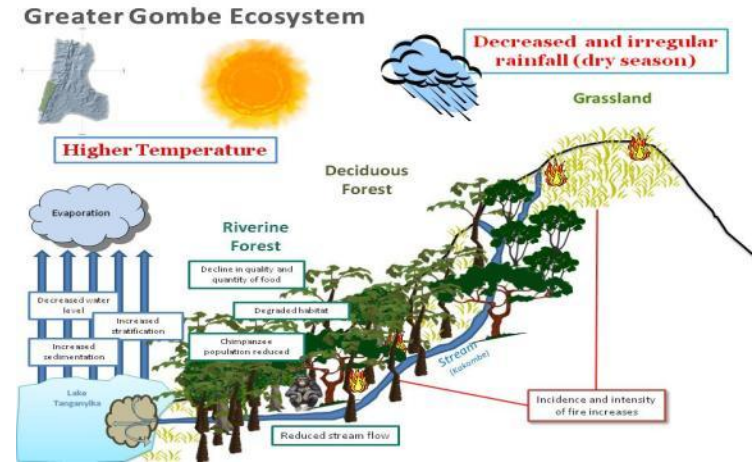 Greater Gombe Ecosystem
Decreased and irregular
rainfall (dry season)
Grassland
Higher Temperature
Deciduous
Forest
Evaporation
Riverine
Forest
Decline in quality and
quantity of food
Decreased water
level
Degraded habitat
Increased
stratification
Chimpanzee
population reduced
Increased
sedimentation
Stream
(Kakombe)
Lake
Tanganyika
Incidence and intensity
of fire increases
Reduced stream flow